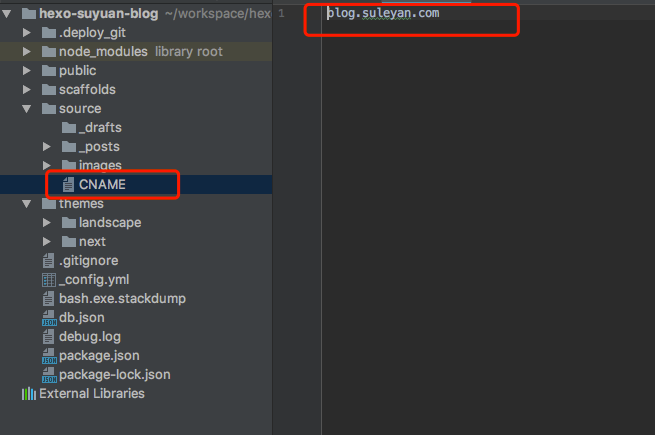 hexo-suyuan-blog ~/workspace/hex
.deploy_git
node_modules library root
public
scaffolds
source
_drafts
_posts
images
CNAME
themes
landscape
next
.gitignore
_config.yml
bash.exe.stackdump
db.json
debug.log
package.json
package-lock.json
External Libraries
1
blog.suleyan.com